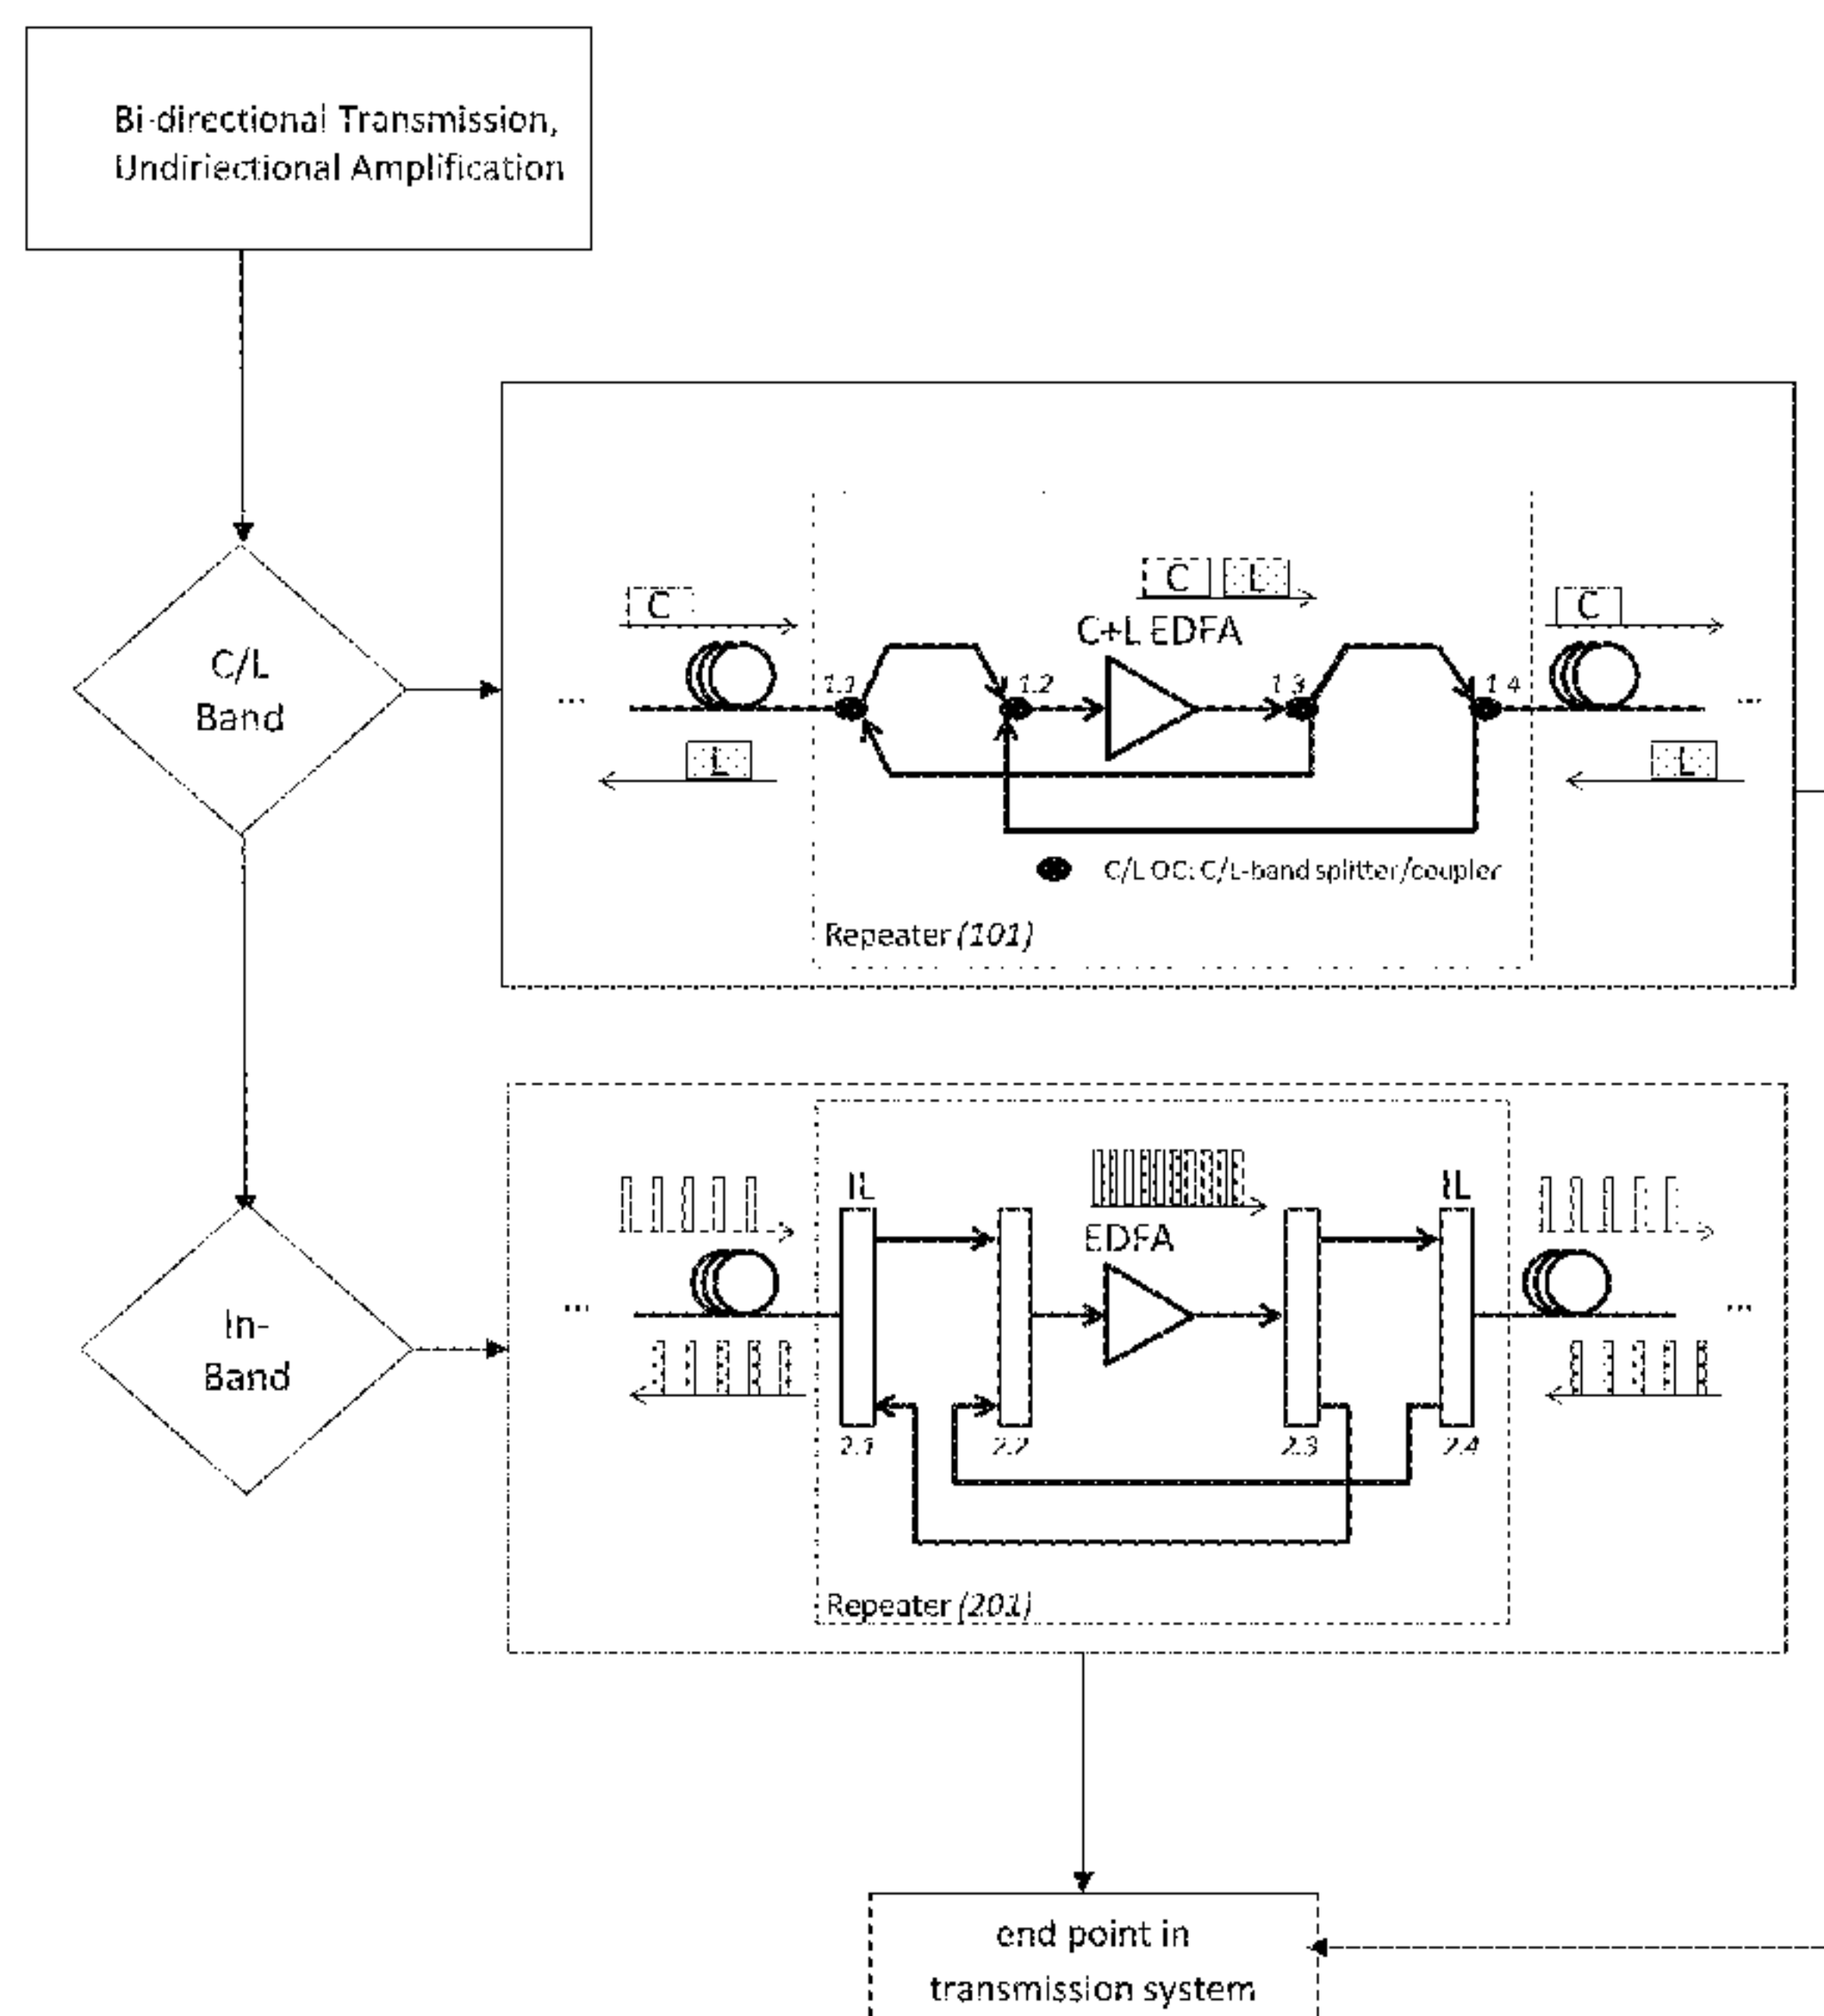 Bi-directional Transmission,
Undiriectional Amplification
C/L
Band
C
L
C L
C+L EDFA
C
L
...
...
1.1
1.2
1.3
1.4
C/L OC: C/L-band splitter/coupler
Repeater (101)
In-
Band
IL
EDFA
IL
...
...
2.1
2.2
2.3
2.4
Repeater (201)
end point in
transmission system